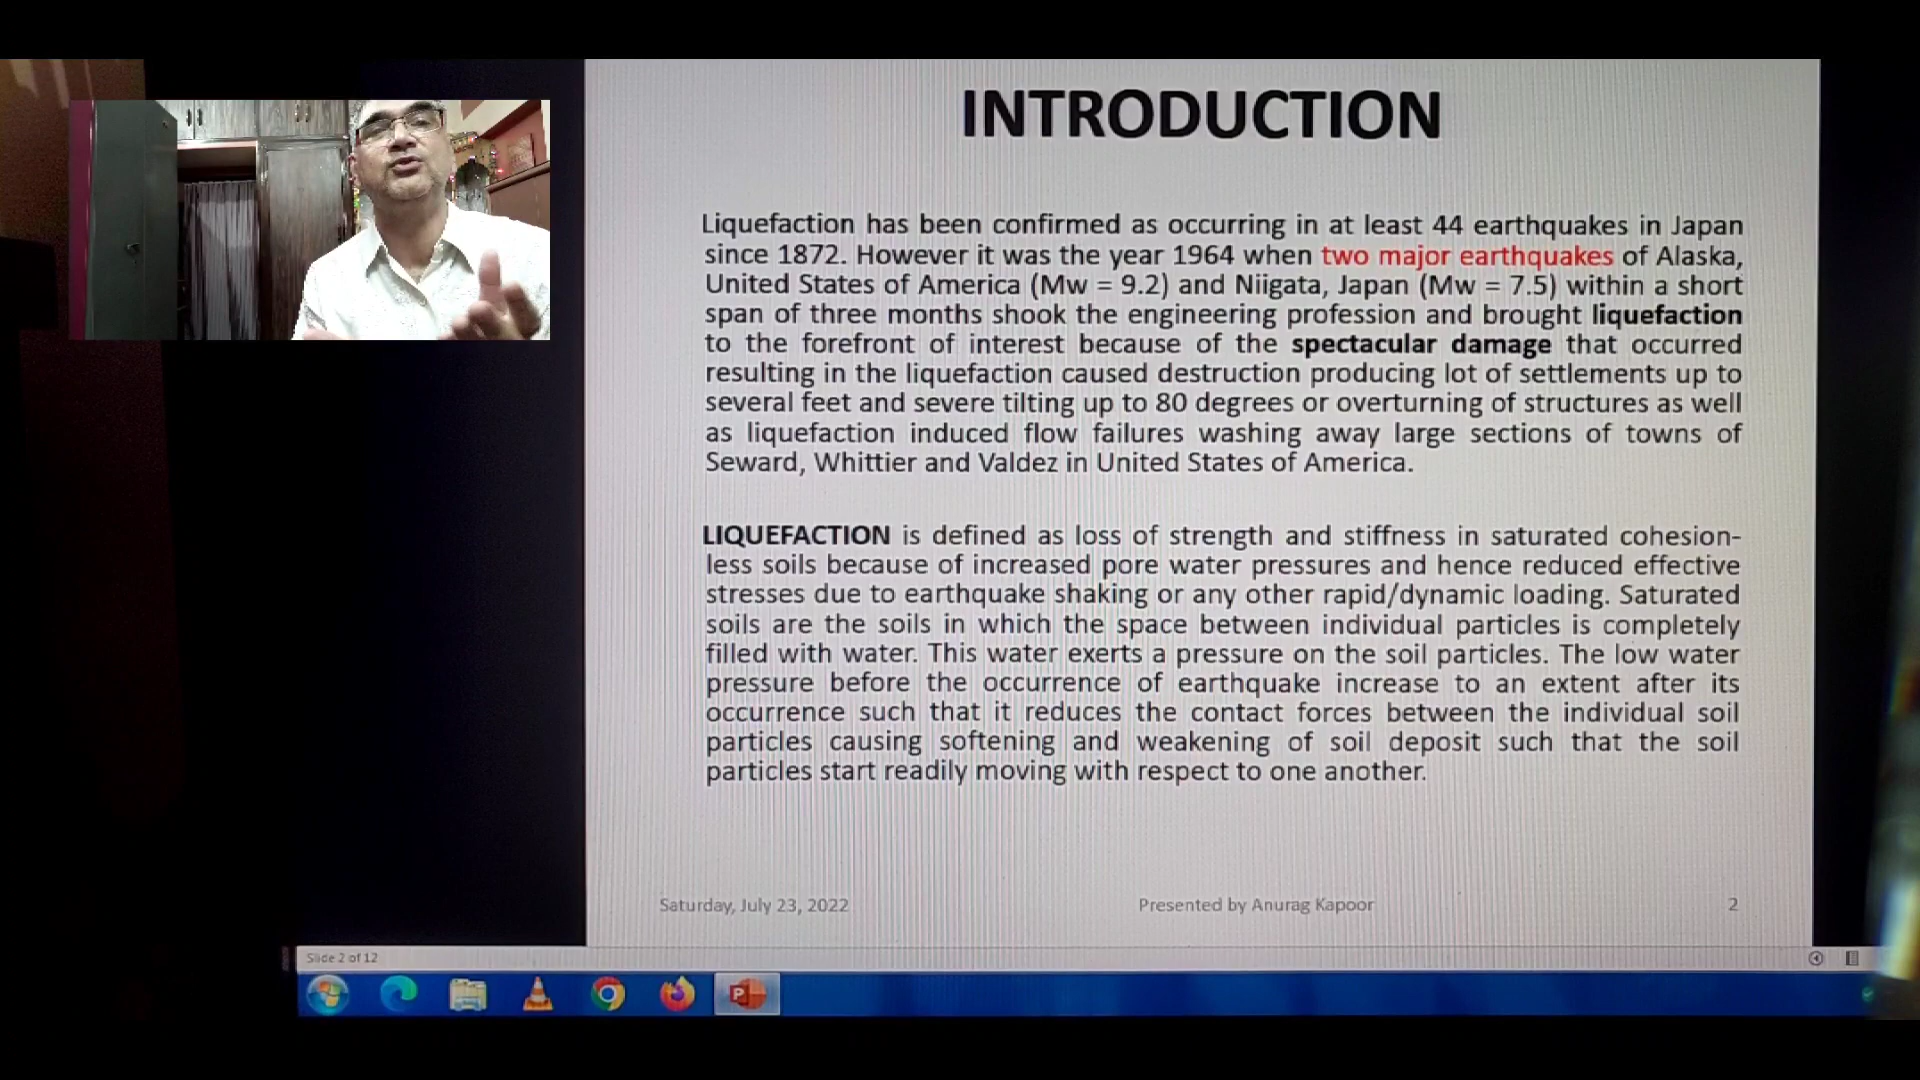 INTRODUCTION
Liquefaction has been confirmed as occurring in at least 44 earthquakes in Japan
since 1872. However it was the year 1964 when two major earthquakes of Alaska,
United States of America (Mw = 9.2) and Niigata, Japan (Mw = 7.5) within a short
span of three months shook the engineering profession and brought liquefaction
to the forefront of interest because of the spectacular damage that occurred
resulting in the liquefaction caused destruction producing lot of settlements up to
several feet and severe tilting up to 80 degrees or overturning of structures as well
as liquefaction induced flow failures washing away large sections of towns of
Seward, Whittier and Valdez in United States of America.
LIQUEFACTION is defined as loss of strength and stiffness in saturated cohesion-
less soils because of increased pore water pressures and hence reduced effective
stresses due to earthquake shaking or any other rapid/dynamic loading. Saturated
soils are the soils in which the space between individual particles is completely
filled with water. This water exerts a pressure on the soil particles. The low water
pressure before the occurrence of earthquake increase to an extent after its
occurrence such that it reduces the contact forces between the individual soil
particles causing softening and weakening of soil deposit such that the soil
particles start readily moving with respect to one another.
Saturday, July 23, 2022 Presented by Anurag Kapoor 2
Slide 2 of 12